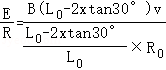 E/R = B(L₀-2xtan30°)v / ((L₀-2xtan30°)/L₀ × R₀)